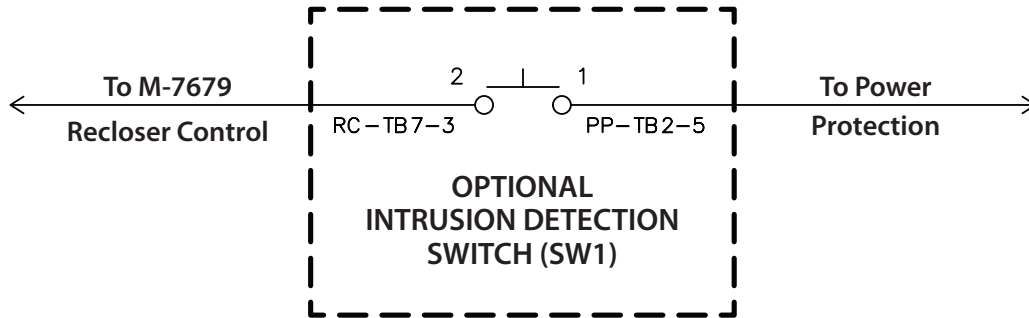 To M-7679
Recloser Control
2
1
RC-TB7-3
PP-TB2-5
To Power
Protection
OPTIONAL
INTRUSION DETECTION
SWITCH (SW1)